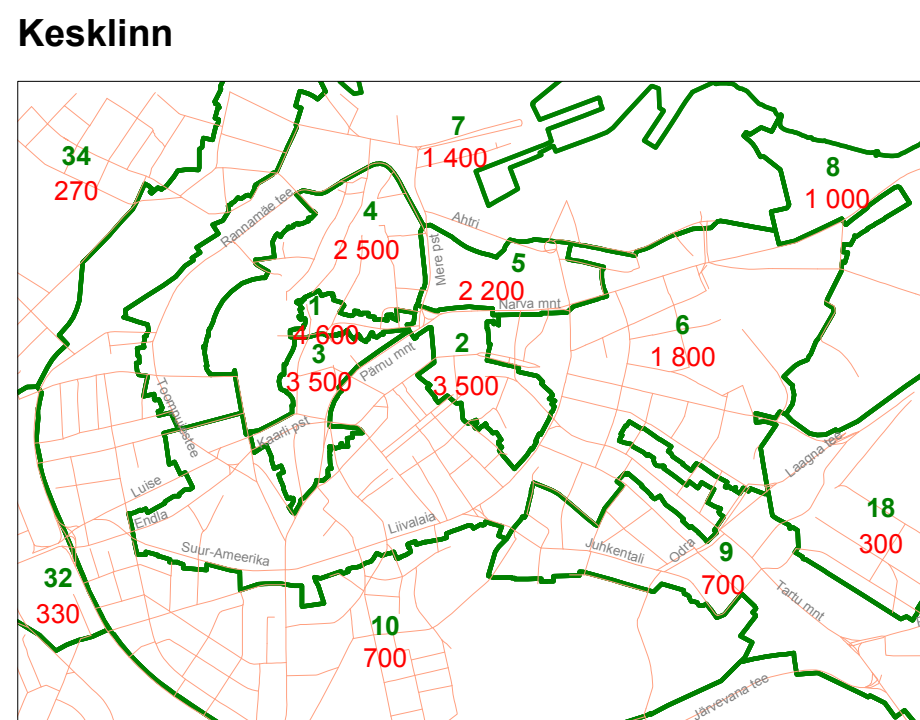 Kesklinn
7
1 400
34
270
8
1 000
Rannamäe tee
4
2 500
Ahtri
Mere pst
5
2 200
Narva mnt
1
4 600
3
3 500
Pärnu mnt
2
3 500
6
1 800
Toompuiestee
Kaarli pst
Luise
Endla
Suur-Ameerika
Liivalaia
Laagna tee
18
300
Juhkentali
Odra
9
700
Tartu mnt
32
330
10
700
Järvevana tee